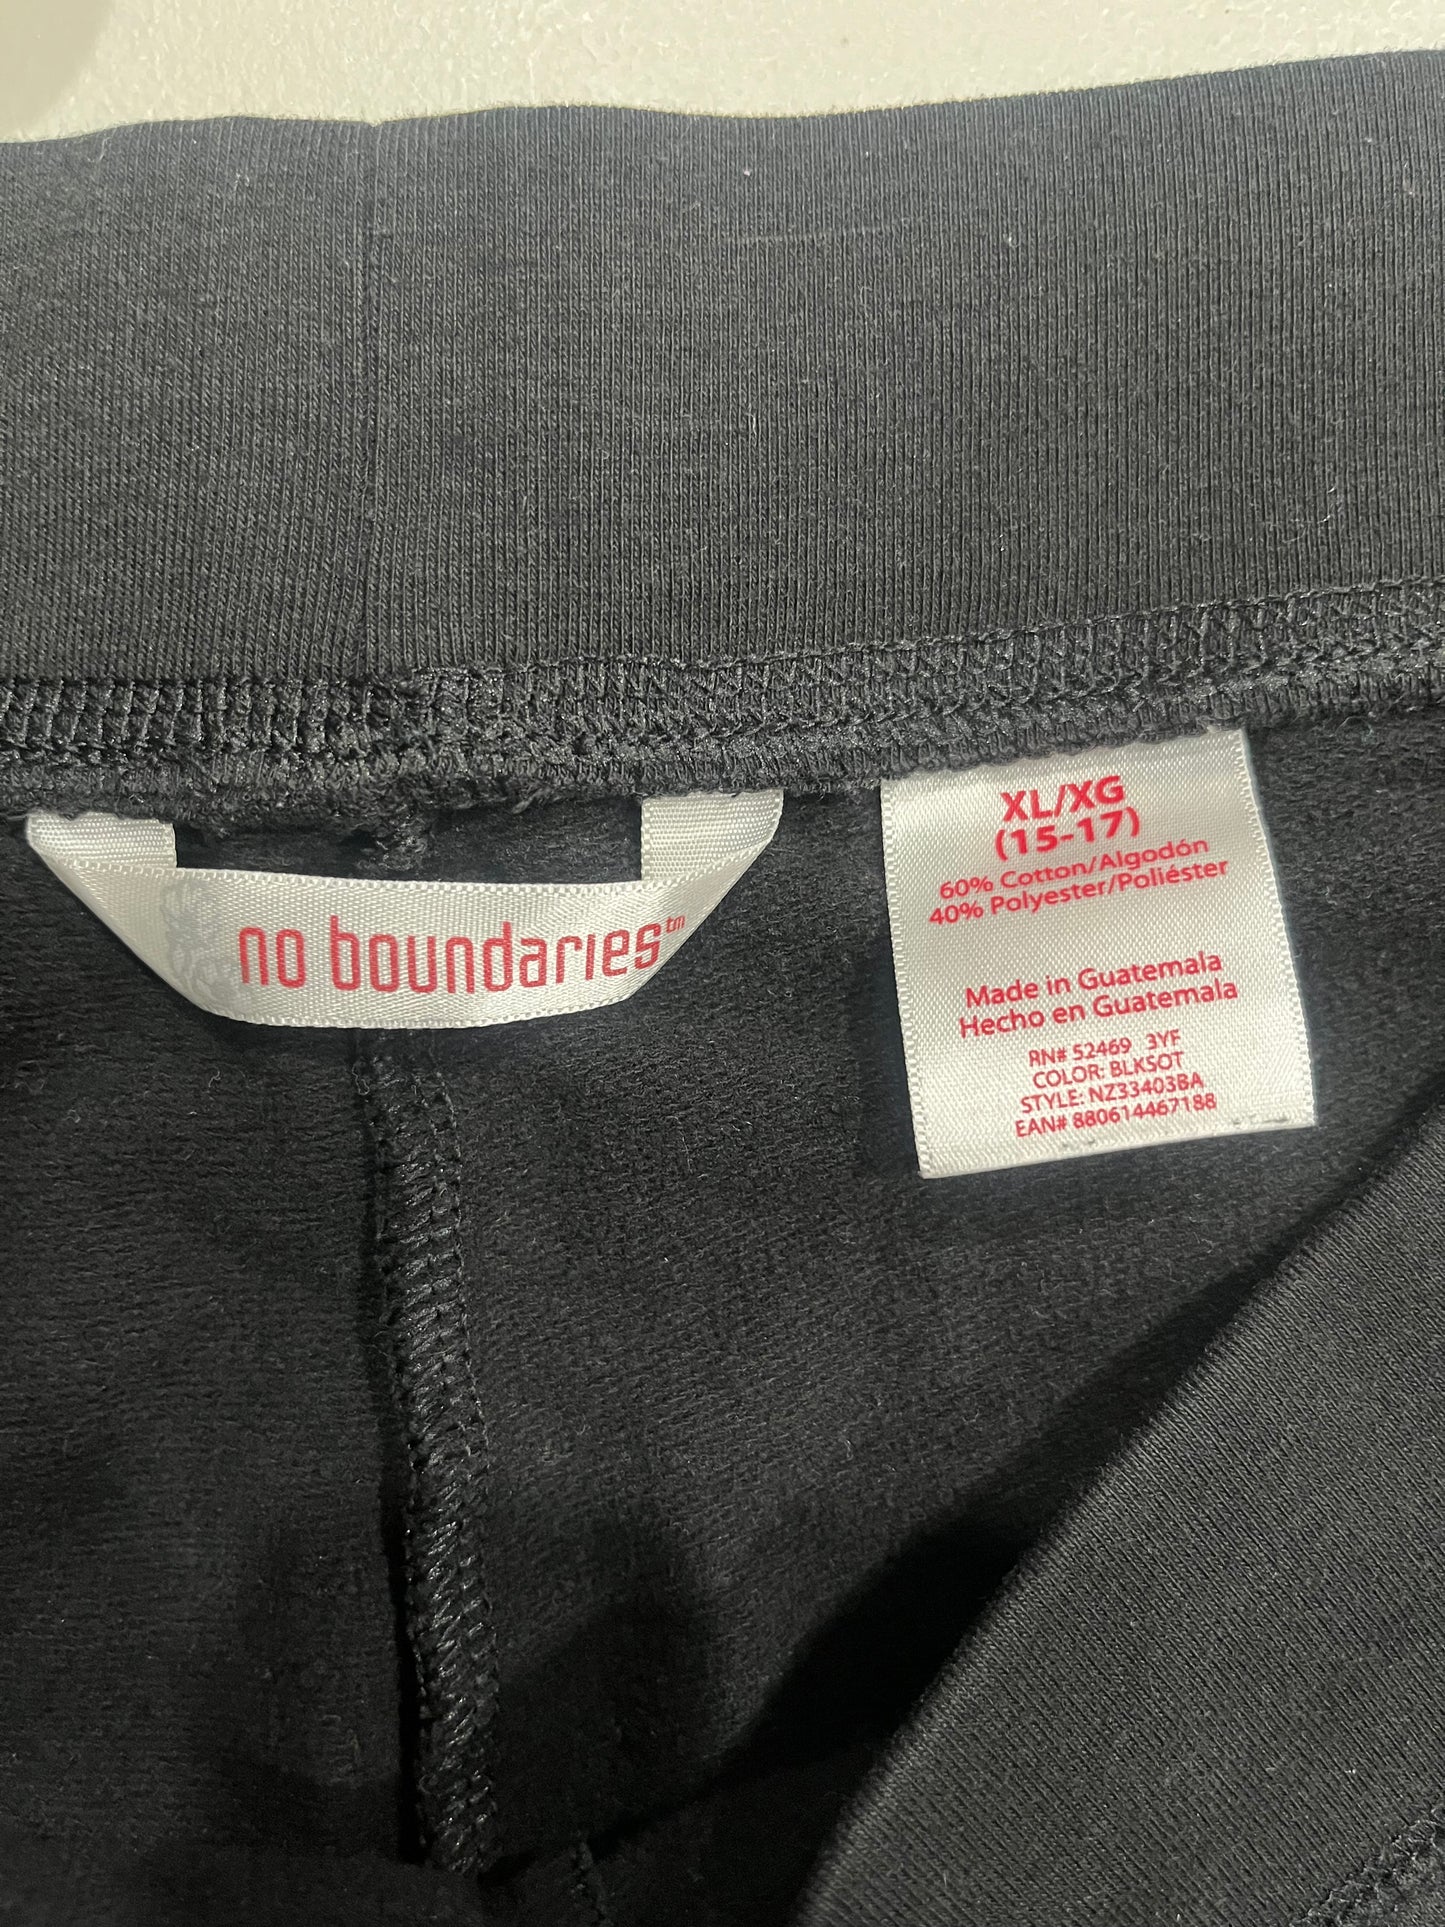 no boundaries™
XL/XG
(15-17)
60% Cotton/Algodón
40% Polyester/Poliéster
Made in Guatemala
Hecho en Guatemala
RN# 52469 3YF
COLOR: BLKSOT
STYLE: NZ33403BA
EAN# 880614467188